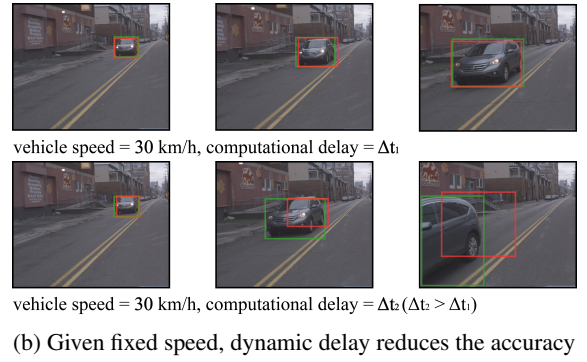 vehicle speed = 30 km/h, computational delay = Δt₁
vehicle speed = 30 km/h, computational delay = Δt₂ (Δt₂ > Δt₁)
(b) Given fixed speed, dynamic delay reduces the accuracy